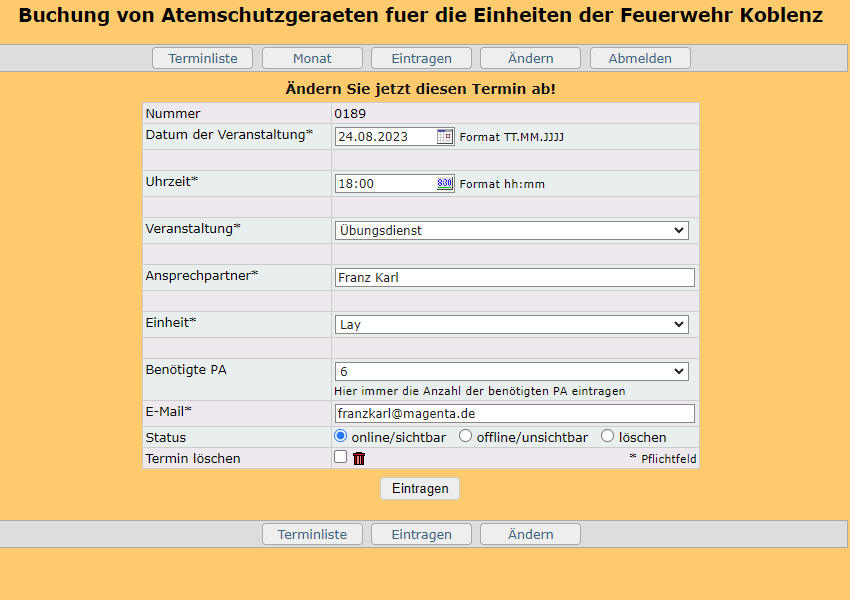 Buchung von Atemschutzgeraeten fuer die Einheiten der Feuerwehr Koblenz
Terminliste Monat Eintragen Ändern Abmelden
Ändern Sie jetzt diesen Termin ab!
Nummer 0189
Datum der Veranstaltung* 24.08.2023 Format TT.MM.JJJJ
Uhrzeit* 18:00 8:30 Format hh:mm
Veranstaltung* Übungsdienst
Ansprechpartner* Franz Karl
Einheit* Lay
Benötigte PA 6
Hier immer die Anzahl der benötigten PA eintragen
E-Mail* franzkarl@magenta.de
Status online/sichtbar offline/unsichtbar löschen
Termin löschen * Pflichtfeld
Eintragen
Terminliste Eintragen Ändern